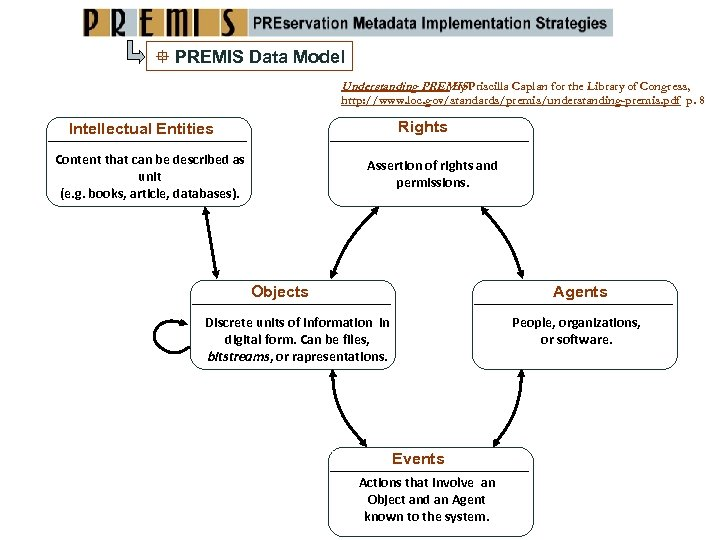 PREMIS PREservation Metadata Implementation Strategies
PREMIS Data Model
Understanding PREMIS by Priscilla Caplan for the Library of Congress,
http://www.loc.gov/standards/premis/understanding-premis.pdf p. 8
Intellectual Entities
Content that can be described as
unit
(e.g. books, article, databases).
Rights
Assertion of rights and
permissions.
Objects
Discrete units of information in
digital form. Can be files,
bitstreams, or rapresentations.
Agents
People, organizations,
or software.
Events
Actions that involve an
Object and an Agent
known to the system.